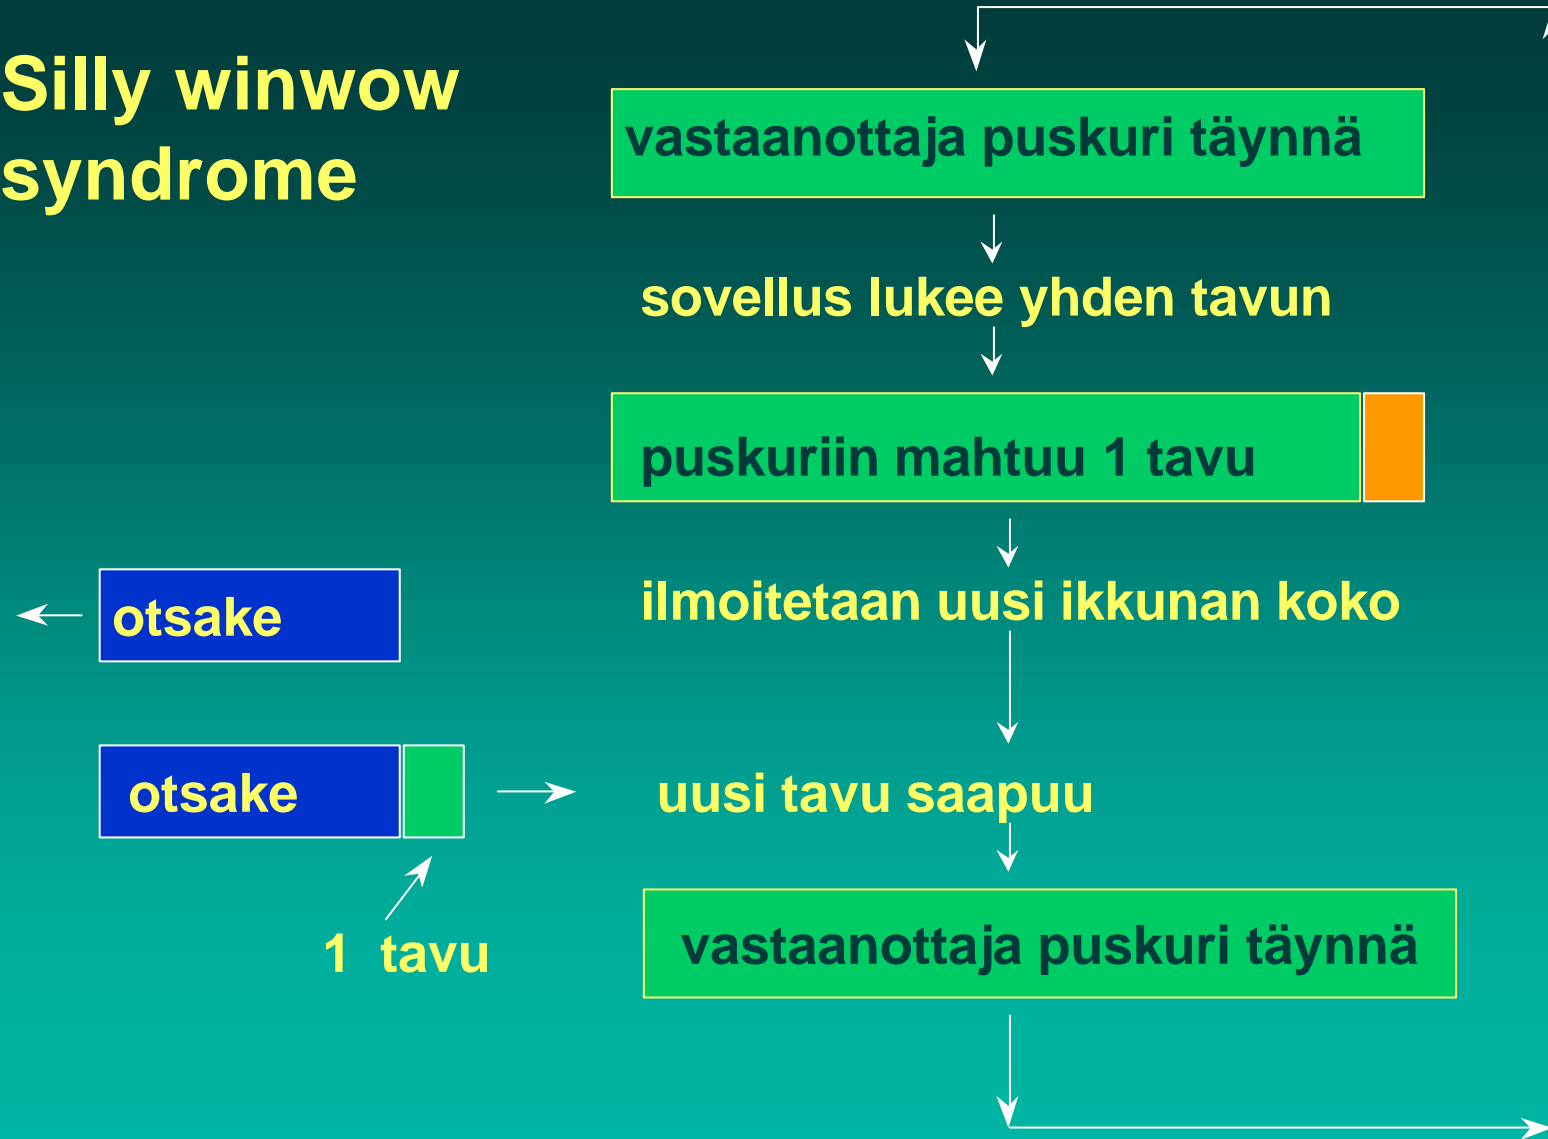 Silly winwow
syndrome
vastaanottaja puskuri täynnä
sovellus lukee yhden tavun
puskuriin mahtuu 1 tavu
otsake
ilmoitetaan uusi ikkunan koko
otsake
uusi tavu saapuu
1 tavu
vastaanottaja puskuri täynnä